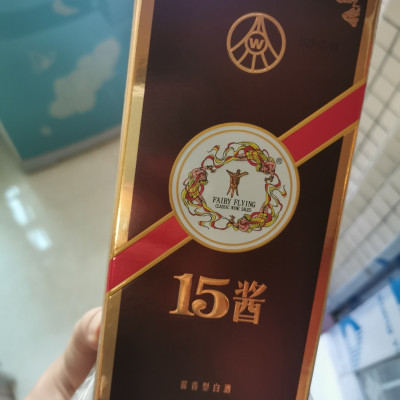 W
FAIRY FLYING
CLASSIC WINE SALES
®
15酱
酱香型白酒